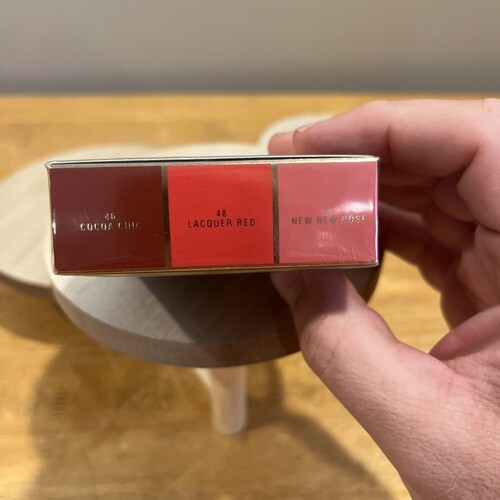 46
COCOA CHIC
48
LACQUER RED
NEW NEW ROSE